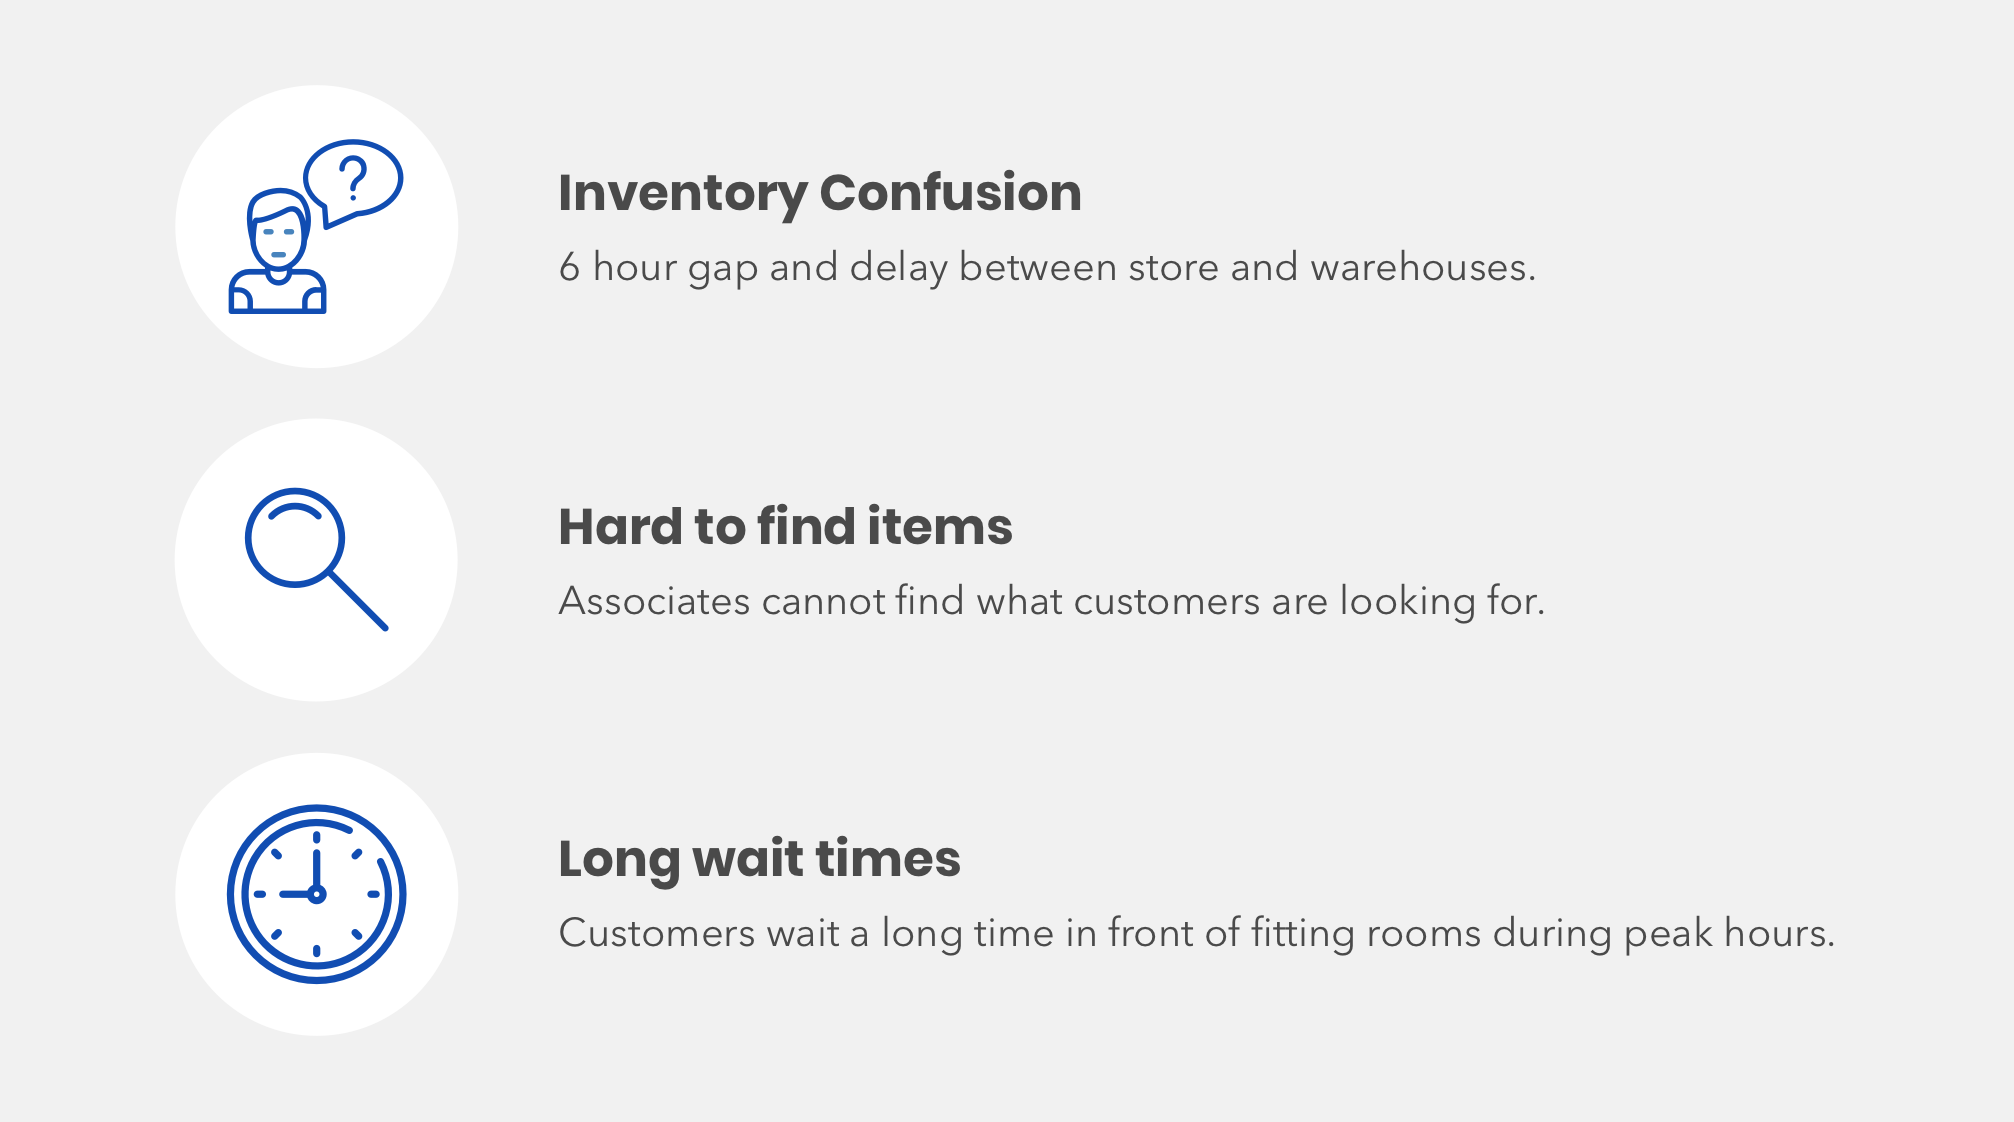 ?
Inventory Confusion
6 hour gap and delay between store and warehouses.
Hard to find items
Associates cannot find what customers are looking for.
Long wait times
Customers wait a long time in front of fitting rooms during peak hours.